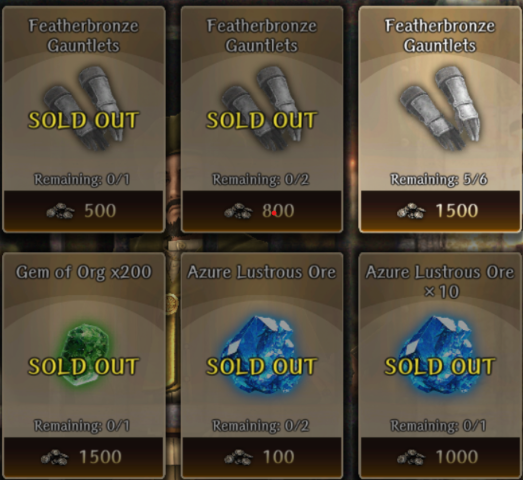 Featherbronze
Gauntlets
SOLD OUT
Remaining: 0/1
500
Featherbronze
Gauntlets
SOLD OUT
Remaining: 0/2
800
Featherbronze
Gauntlets
Remaining: 5/6
1500
Gem of Org x200
SOLD OUT
Remaining: 0/1
1500
Azure Lustrous Ore
SOLD OUT
Remaining: 0/2
100
Azure Lustrous Ore
× 10
SOLD OUT
Remaining: 0/1
1000